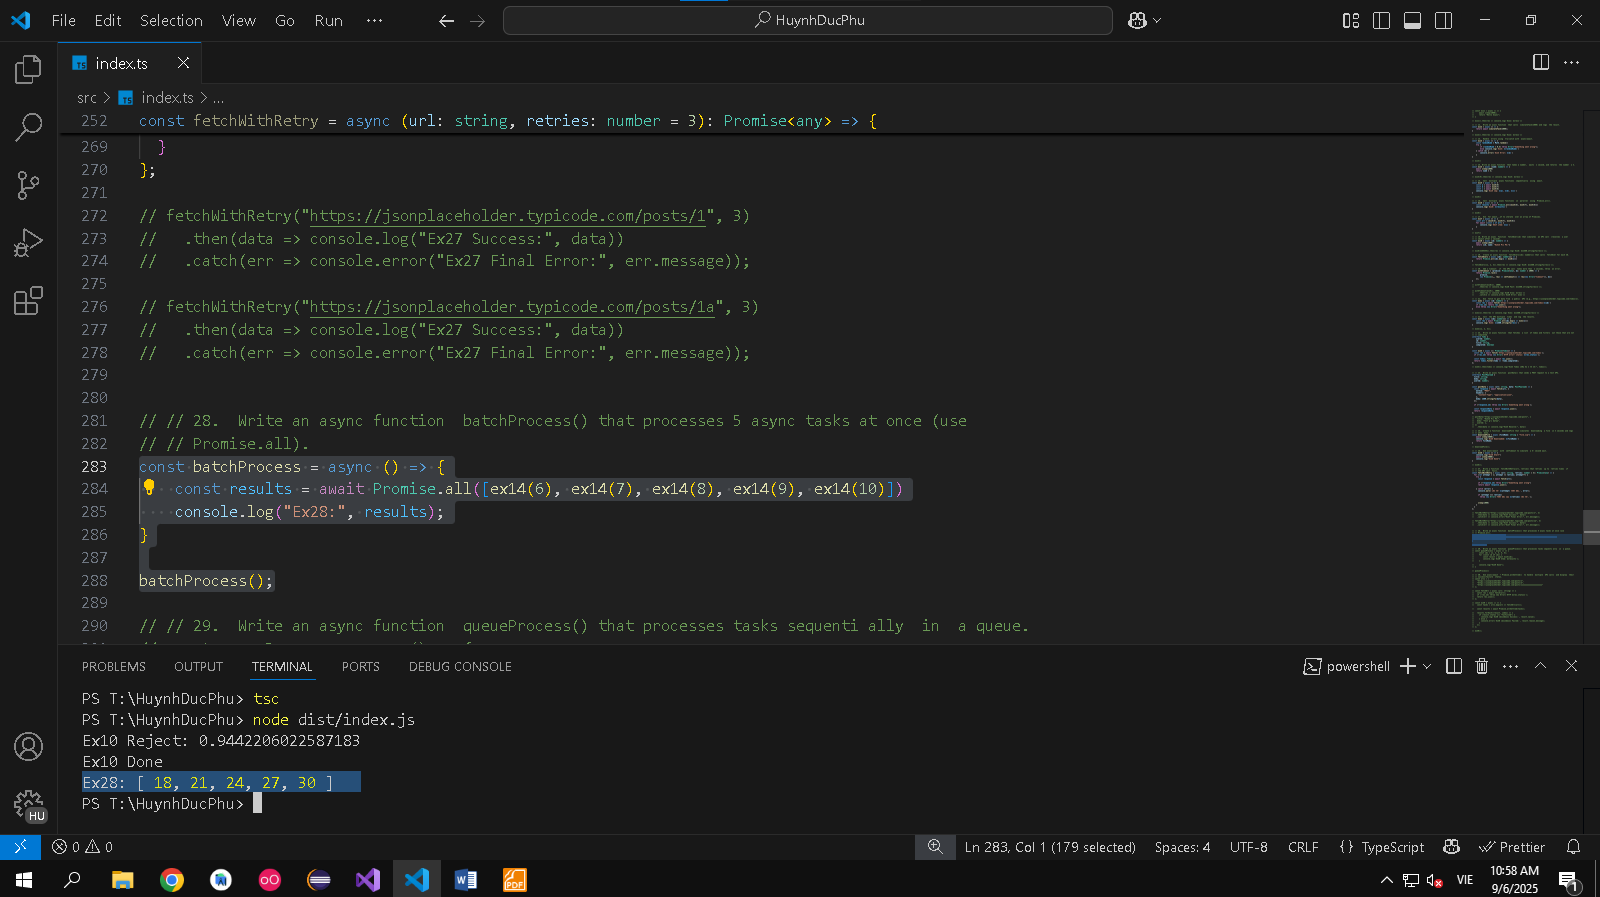 File Edit Selection View Go Run ··· HuynhDucPhu
index.ts
src > index.ts > ...
252 const fetchWithRetry = async (url: string, retries: number = 3): Promise<any> => {
269 }
270 };
271
272 // fetchWithRetry("https://jsonplaceholder.typicode.com/posts/1", 3)
273 //   .then(data => console.log("Ex27 Success:", data))
274 //   .catch(err => console.error("Ex27 Final Error:", err.message));
275
276 // fetchWithRetry("https://jsonplaceholder.typicode.com/posts/1a", 3)
277 //   .then(data => console.log("Ex27 Success:", data))
278 //   .catch(err => console.error("Ex27 Final Error:", err.message));
279
280
281 // // 28.  Write an async function  batchProcess() that processes 5 async tasks at once (use
282 // // Promise.all).
283 const batchProcess = async () => {
284 const results = await Promise.all([ex14(6), ex14(7), ex14(8), ex14(9), ex14(10)])
285 console.log("Ex28:", results);
286 }
287
288 batchProcess();
289
290 // // 29.  Write an async function  queueProcess() that processes tasks sequenti ally  in  a queue.
PROBLEMS OUTPUT TERMINAL PORTS DEBUG CONSOLE powershell
PS T:\HuynhDucPhu> tsc
PS T:\HuynhDucPhu> node dist/index.js
Ex10 Reject: 0.9442206022587183
Ex10 Done
Ex28: [ 18, 21, 24, 27, 30 ]
PS T:\HuynhDucPhu>
HU
0 0 Ln 283, Col 1 (179 selected) Spaces: 4 UTF-8 CRLF {} TypeScript Prettier
VIE 10:58 AM
9/6/2025 1